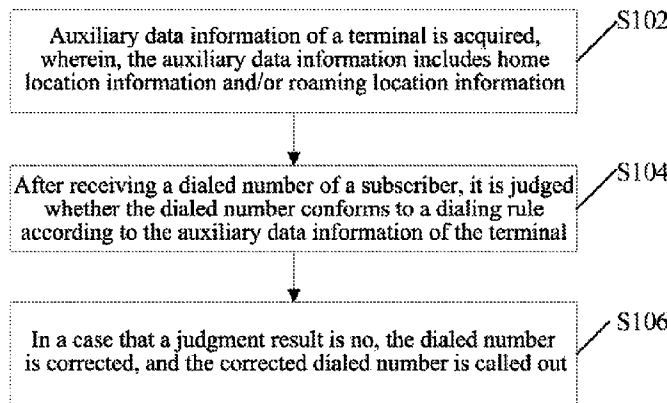 S102
Auxiliary data information of a terminal is acquired,
wherein, the auxiliary data information includes home
location information and/or roaming location information
S104
After receiving a dialed number of a subscriber, it is judged
whether the dialed number conforms to a dialing rule
according to the auxiliary data information of the terminal
S106
In a case that a judgment result is no, the dialed number
is corrected, and the corrected dialed number is called out